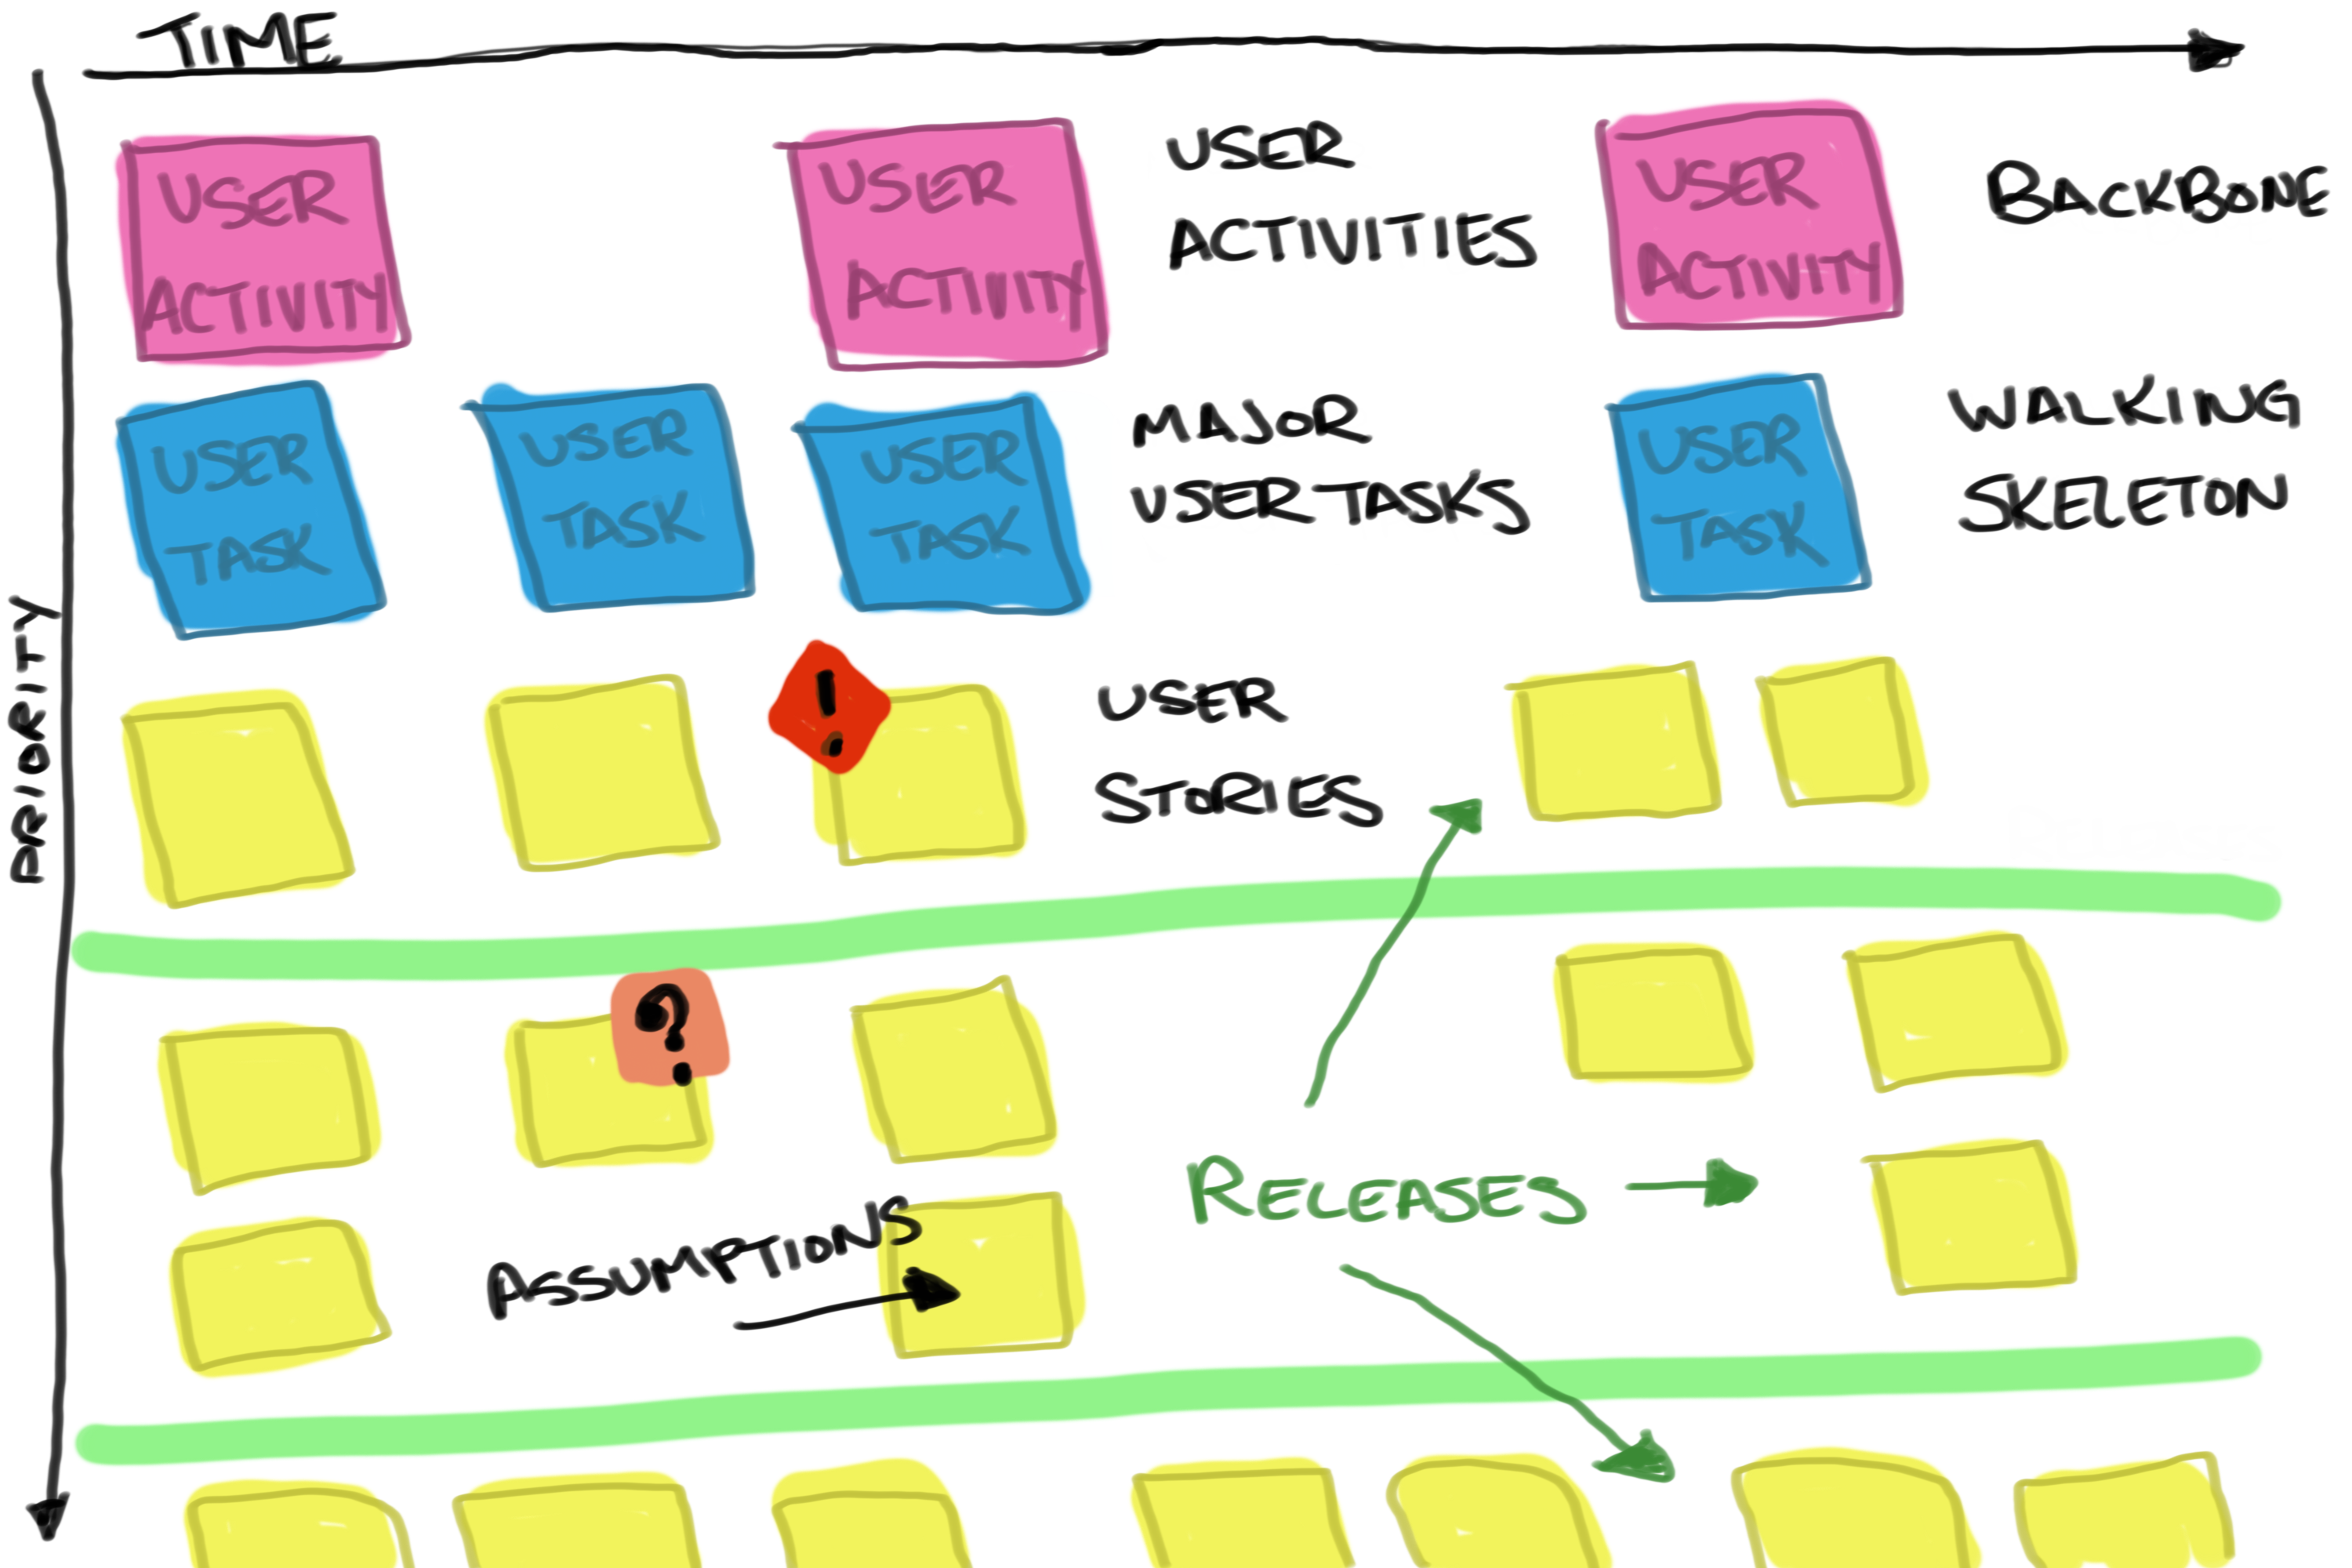 TIME
USER
ACTIVITY
USER
ACTIVITY
USER
ACTIVITIES
USER
ACTIVITY
BACKBONE
USER
TASK
USER
TASK
USER
TASK
MAJOR
USER TASKS
USER
TASK
WALKING
SKELETON
PRIORITY
!
USER
STORIES
?
ASSUMPTIONS
RELEASES